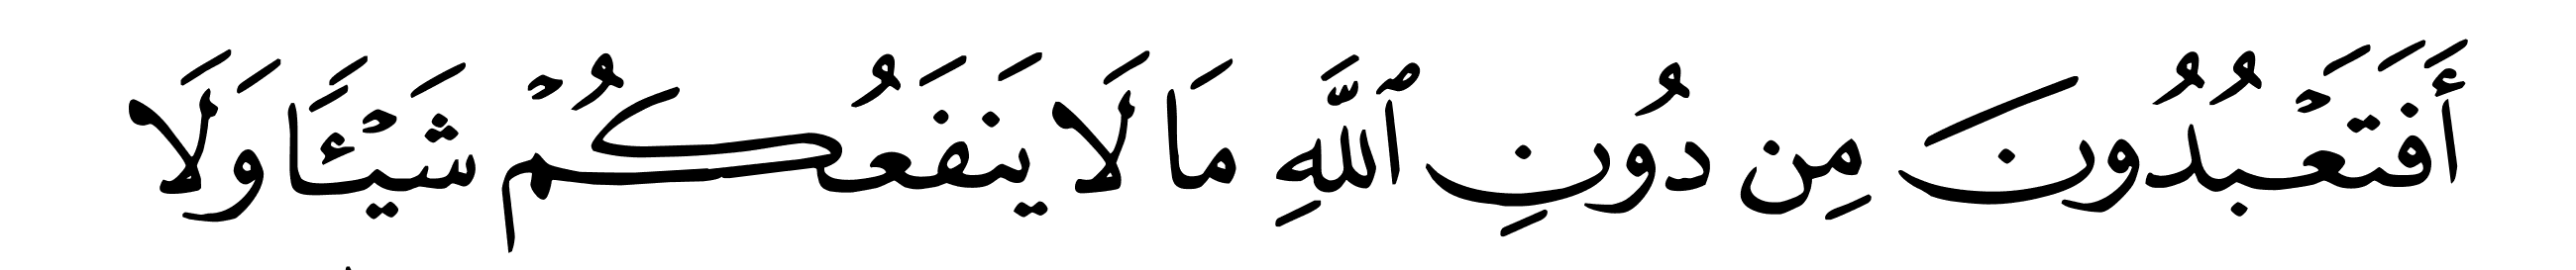 أَفَتَعْبُدُونَ مِن دُونِ ٱللَّهِ مَا لَا يَنفَعُكُمْ شَيْـًٔا وَلَا